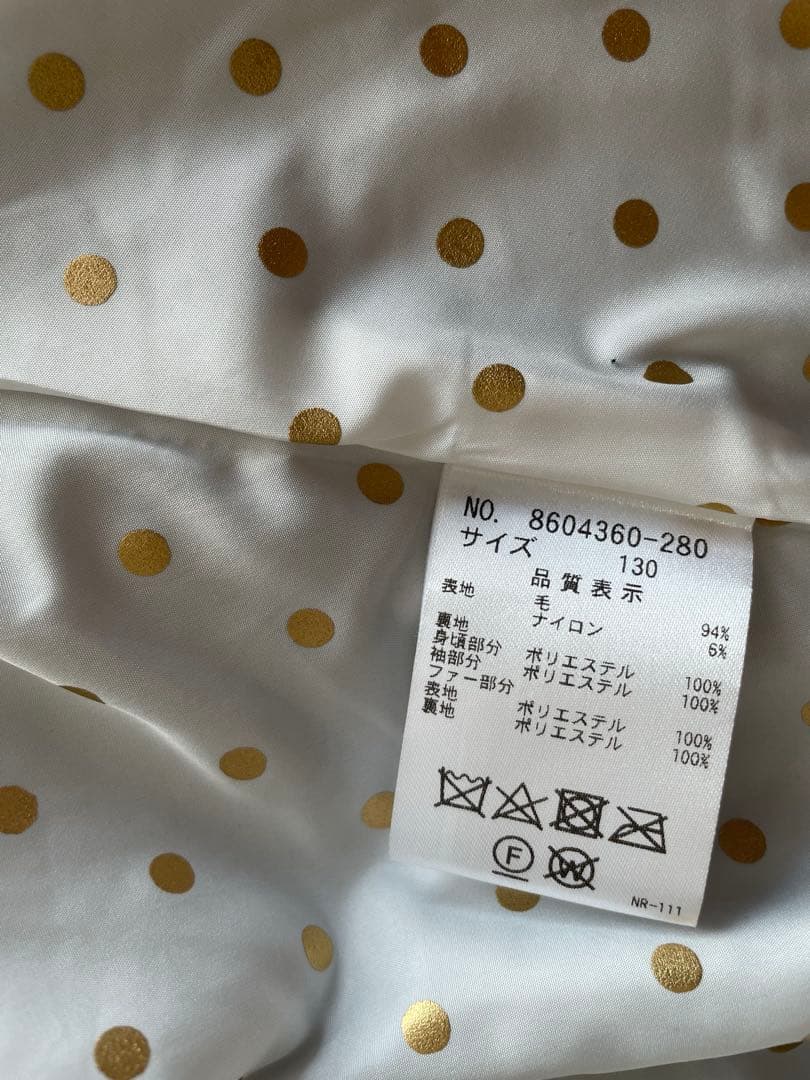 NO. 8604360-280
サイズ 130
品質表示
表地 毛 94%
ナイロン 6%
裏地
身頃部分 ポリエステル 100%
袖部分 ポリエステル 100%
ファー部分
表地 ポリエステル 100%
裏地 ポリエステル 100%
F W
NR-111